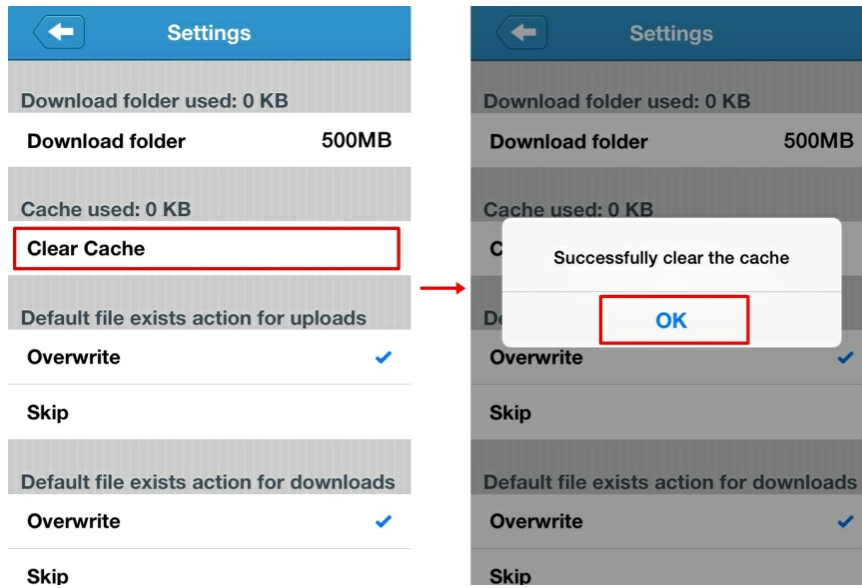 Settings
Download folder used: 0 KB
Download folder 500MB
Cache used: 0 KB
Clear Cache
Default file exists action for uploads
Overwrite
Skip
Default file exists action for downloads
Overwrite
Skip
Settings
Download folder used: 0 KB
Download folder 500MB
Cache used: 0 KB
C
Successfully clear the cache
OK
De
Overwrite
Skip
Default file exists action for downloads
Overwrite
Skip